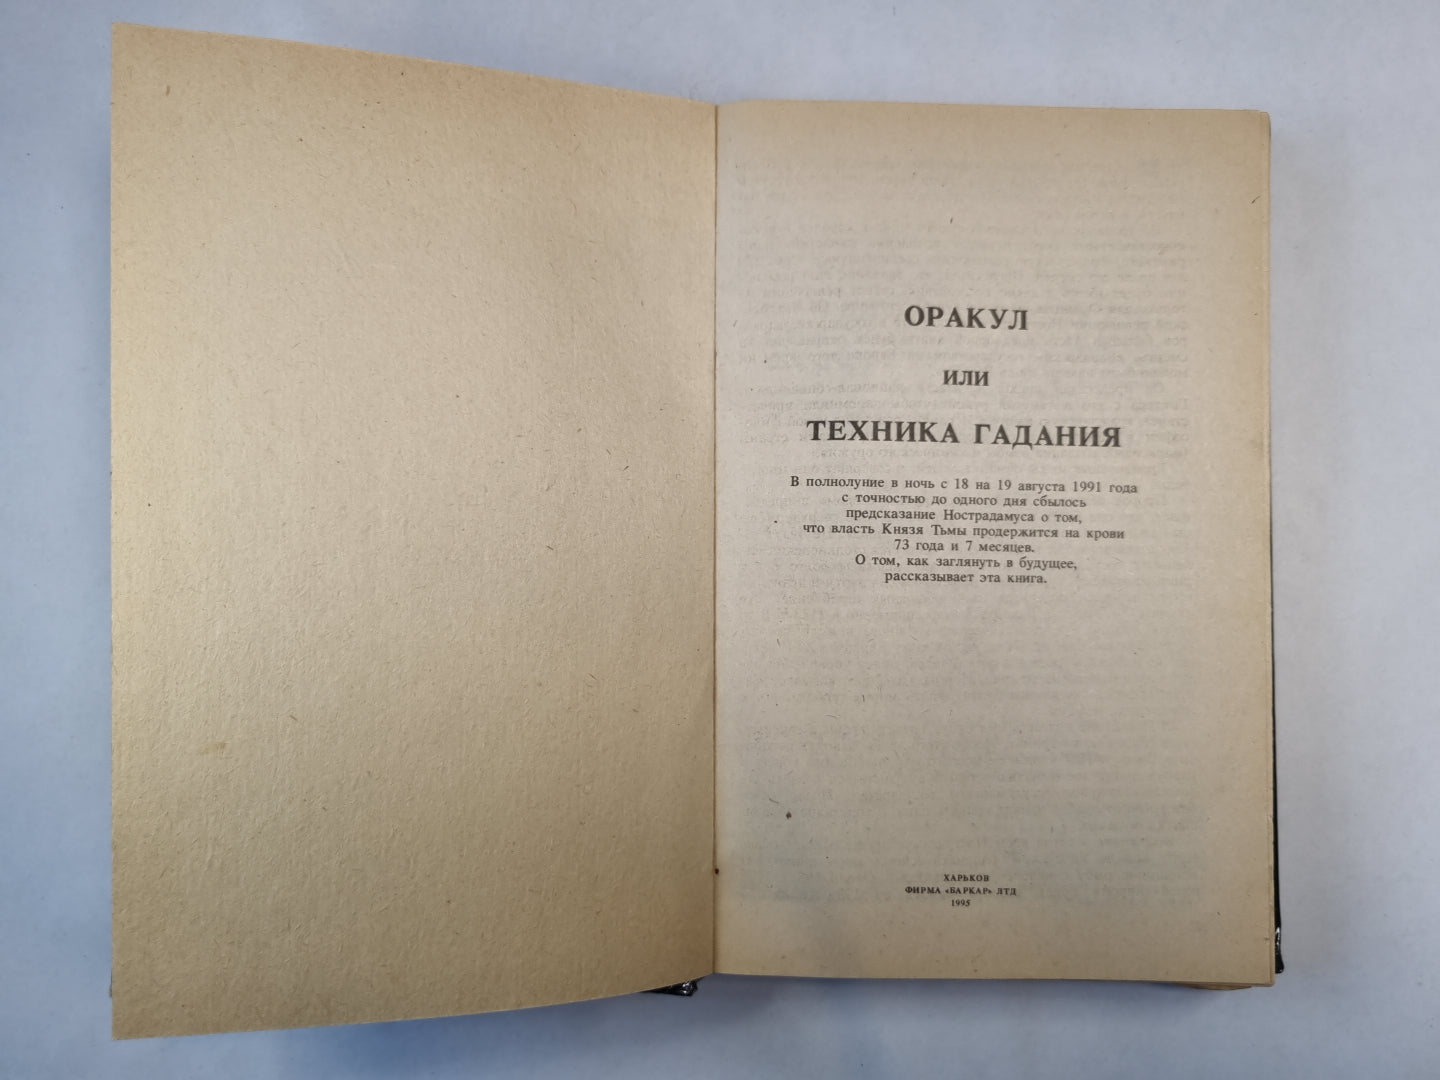 ОРАКУЛ
ИЛИ
ТЕХНИКА ГАДАНИЯ
В полнолуние в ночь с 18 на 19 августа 1991 года
с точностью до одного дня сбылось
предсказание Нострадамуса о том,
что власть Князя Тьмы продержится на крови
73 года и 7 месяцев.
О том, как заглянуть в будущее,
рассказывает эта книга.
ХАРЬКОВ
ФИРМА «БАРКАР» ЛТД
1995